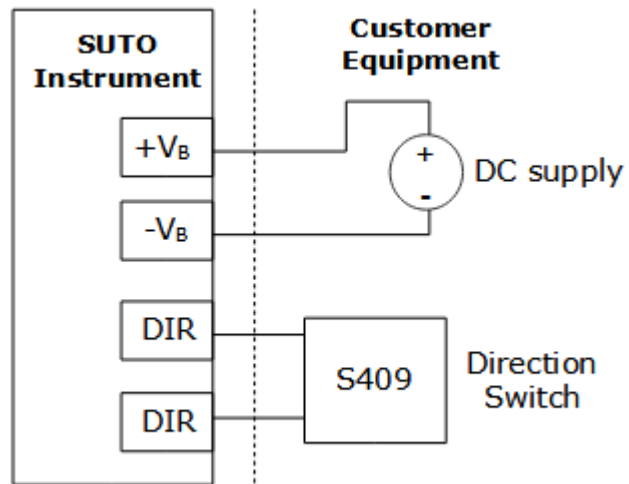 SUTO
Instrument
Customer
Equipment
+VB
+
-
DC supply
-VB
DIR
S409
Direction
Switch
DIR